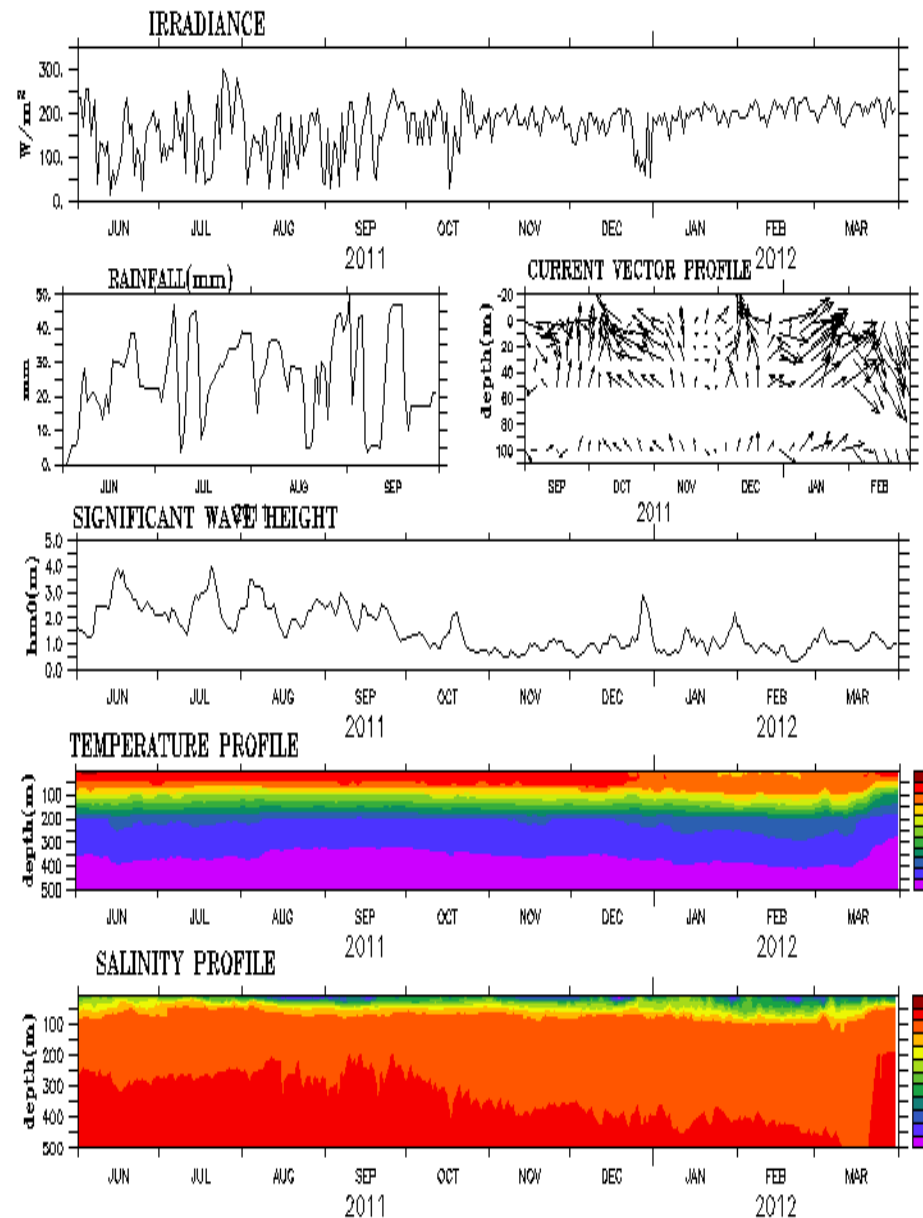 IRRADIANCE
300.
200.
100.
0.
W/m²
JUN JUL AUG SEP OCT NOV DEC JAN FEB MAR
2011 2012
RAINFALL(mm)
50.
40.
30.
20.
10.
0.
mm
JUN JUL AUG SEP
2011
CURRENT VECTOR PROFILE
-20
0
20
40
60
80
100
depth(m)
SEP OCT NOV DEC JAN FEB
2011
SIGNIFICANT WAVE HEIGHT
5.0
4.0
3.0
2.0
1.0
0.0
hm0(m)
JUN JUL AUG SEP OCT NOV DEC JAN FEB MAR
2011 2012
TEMPERATURE PROFILE
100
200
300
400
500
depth(m)
JUN JUL AUG SEP OCT NOV DEC JAN FEB MAR
2011 2012
SALINITY PROFILE
100
200
300
400
500
depth(m)
JUN JUL AUG SEP OCT NOV DEC JAN FEB MAR
2011 2012